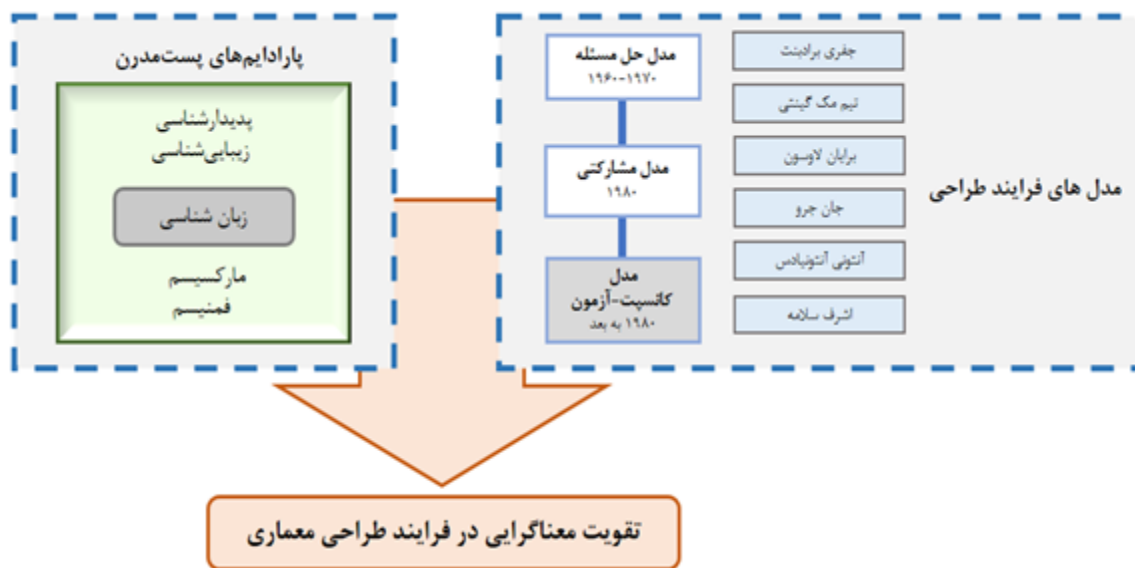 مدل های فرایند طراحی
جفری برادبنت
تیم مک گینتی
برایان لاوسون
جان جرو
آنتونی آنتونیادس
اشرف سلامه
مدل حل مسئله
۱۹۶۰-۱۹۷۰
مدل مشارکتی
۱۹۸۰
مدل
کانسپت-آزمون
۱۹۸۰ به بعد
پارادایم‌های پست‌مدرن
پدیدارشناسی
زیبایی‌شناسی
زبان شناسی
مارکسیسم
فمنیسم
تقویت معناگرایی در فرایند طراحی معماری